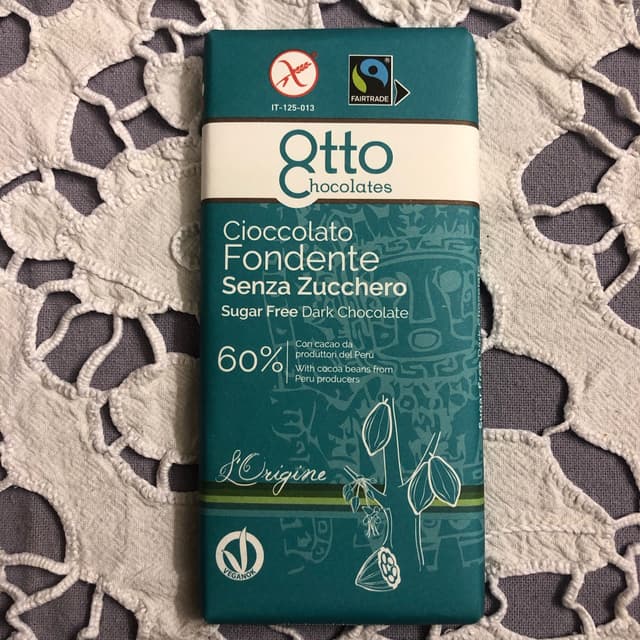 IT-125-013
FAIRTRADE
Otto
Chocolates
Cioccolato
Fondente
Senza Zucchero
Sugar Free Dark Chocolate
60%
Con cacao da
produttori del Perù
With cocoa beans from
Peru producers
L'Origine
VEGANOK